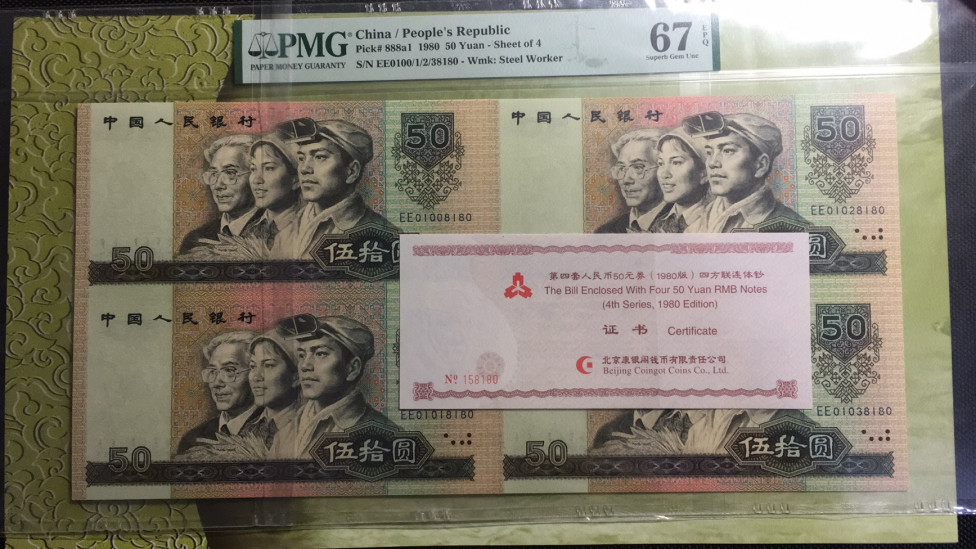 PMG
PAPER MONEY GUARANTY
China / People's Republic
Pick# 888a1 1980 50 Yuan - Sheet of 4
S/N EE0100/1/2/38180 - Wmk: Steel Worker
67
EPQ
Superb Gem Unc
中国人民银行
50
EE01008180
50
伍拾圆
中国人民银行
50
EE01028180
圆
第四套人民币50元券（1980版）四方联连体钞
The Bill Enclosed With Four 50 Yuan RMB Notes
(4th Series, 1980 Edition)
证书 Certificate
北京康银阁钱币有限责任公司
Beijing Coingot Coins Co., Ltd.
№ 158180
中国人民银行
EE01018180
50
伍拾圆
50
EE01038180
50
伍拾圆